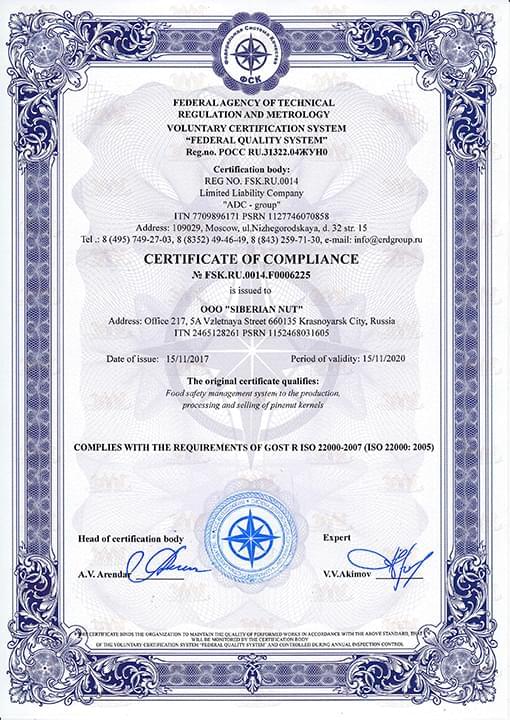 Федеральная Система Качества
ФСК
FEDERAL AGENCY OF TECHNICAL
REGULATION AND METROLOGY
VOLUNTARY CERTIFICATION SYSTEM
"FEDERAL QUALITY SYSTEM"
Reg.no. РОСС RU.31322.04ЖУН0
Certification body:
REG NO. FSK.RU.0014
Limited Liability Company
"ADC - group"
ITN 7709896171 PSRN 1127746070858
Address: 109029, Moscow, ul.Nizhegorodskaya, d. 32 str. 15
Tel .: 8 (495) 749-27-03, 8 (8352) 49-46-49, 8 (843) 259-71-30, e-mail: info@crdgroup.ru
CERTIFICATE OF COMPLIANCE
№ FSK.RU.0014.F0006225
is issued to
OOO "SIBERIAN NUT"
Address: Office 217, 5A Vzletnaya Street 660135 Krasnoyarsk City, Russia
ITN 2465128261 PSRN 1152468031605
Date of issue: 15/11/2017 Period of validity: 15/11/2020
The original certificate qualifies:
Food safety management system to the production,
processing and selling of pinenut kernels
COMPLIES WITH THE REQUIREMENTS OF GOST R ISO 22000-2007 (ISO 22000: 2005)
Head of certification body Expert
A.V. Arendar V.V.Akimov
CERTIFICATE BINDS THE ORGANIZATION TO MAINTAIN THE QUALITY OF PERFORMED WORKS IN ACCORDANCE WITH THE ABOVE STANDARD,
WILL BE MONITORED BY THE CERTIFICATION BODY
OF THE VOLUNTARY CERTIFICATION SYSTEM "FEDERAL QUALITY SYSTEM" AND CONTROLLED DURING ANNUAL INSPECTION CONTROL